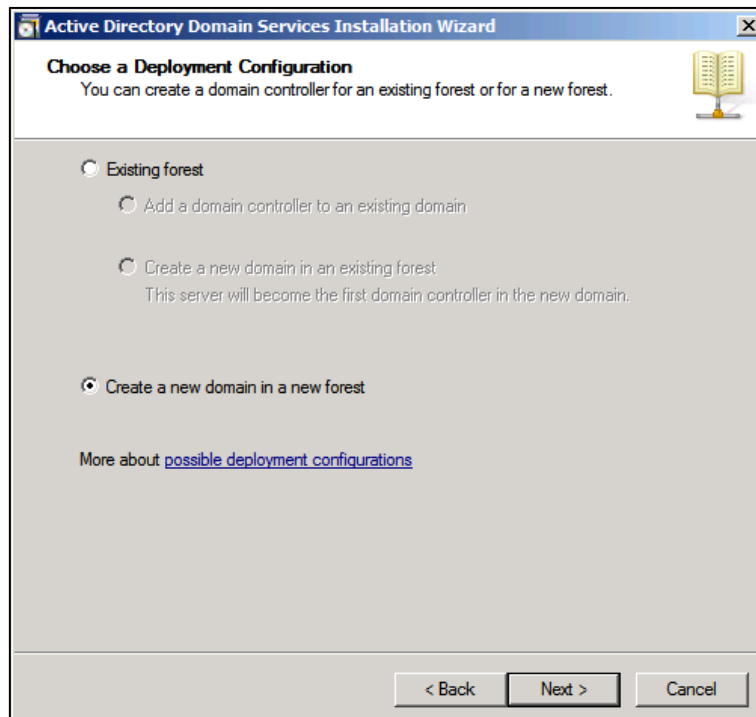 Active Directory Domain Services Installation Wizard
Choose a Deployment Configuration
You can create a domain controller for an existing forest or for a new forest.
Existing forest
Add a domain controller to an existing domain
Create a new domain in an existing forest
This server will become the first domain controller in the new domain.
Create a new domain in a new forest
More about possible deployment configurations
< Back
Next >
Cancel